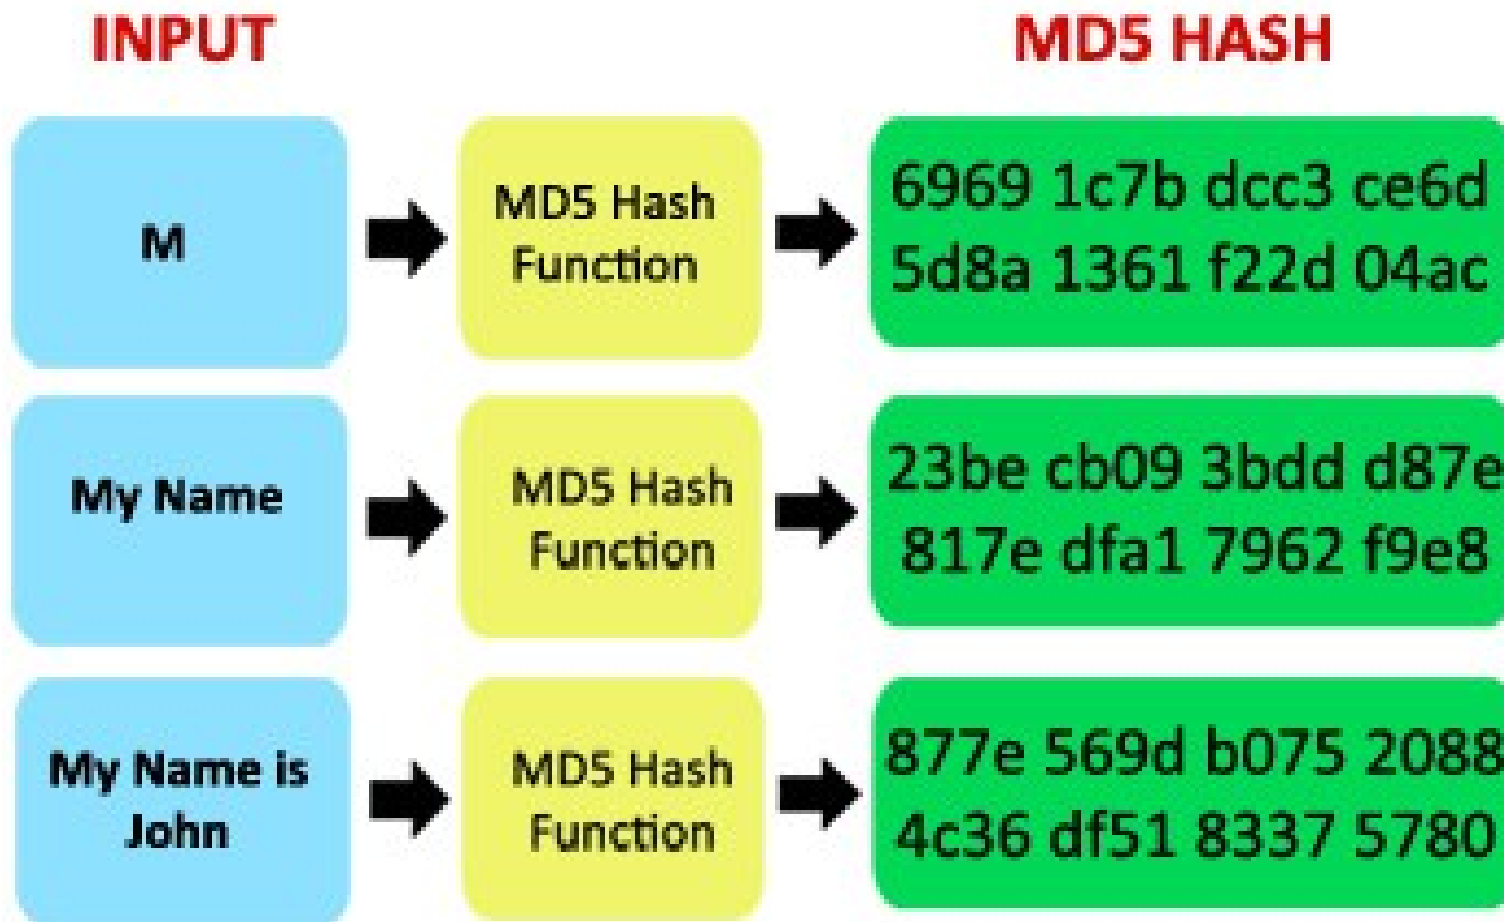 INPUT
MD5 HASH
M
MD5 Hash
Function
6969 1c7b dcc3 ce6d
5d8a 1361 f22d 04ac
My Name
MD5 Hash
Function
23be cb09 3bdd d87e
817e dfa1 7962 f9e8
My Name is
John
MD5 Hash
Function
877e 569d b075 2088
4c36 df51 8337 5780